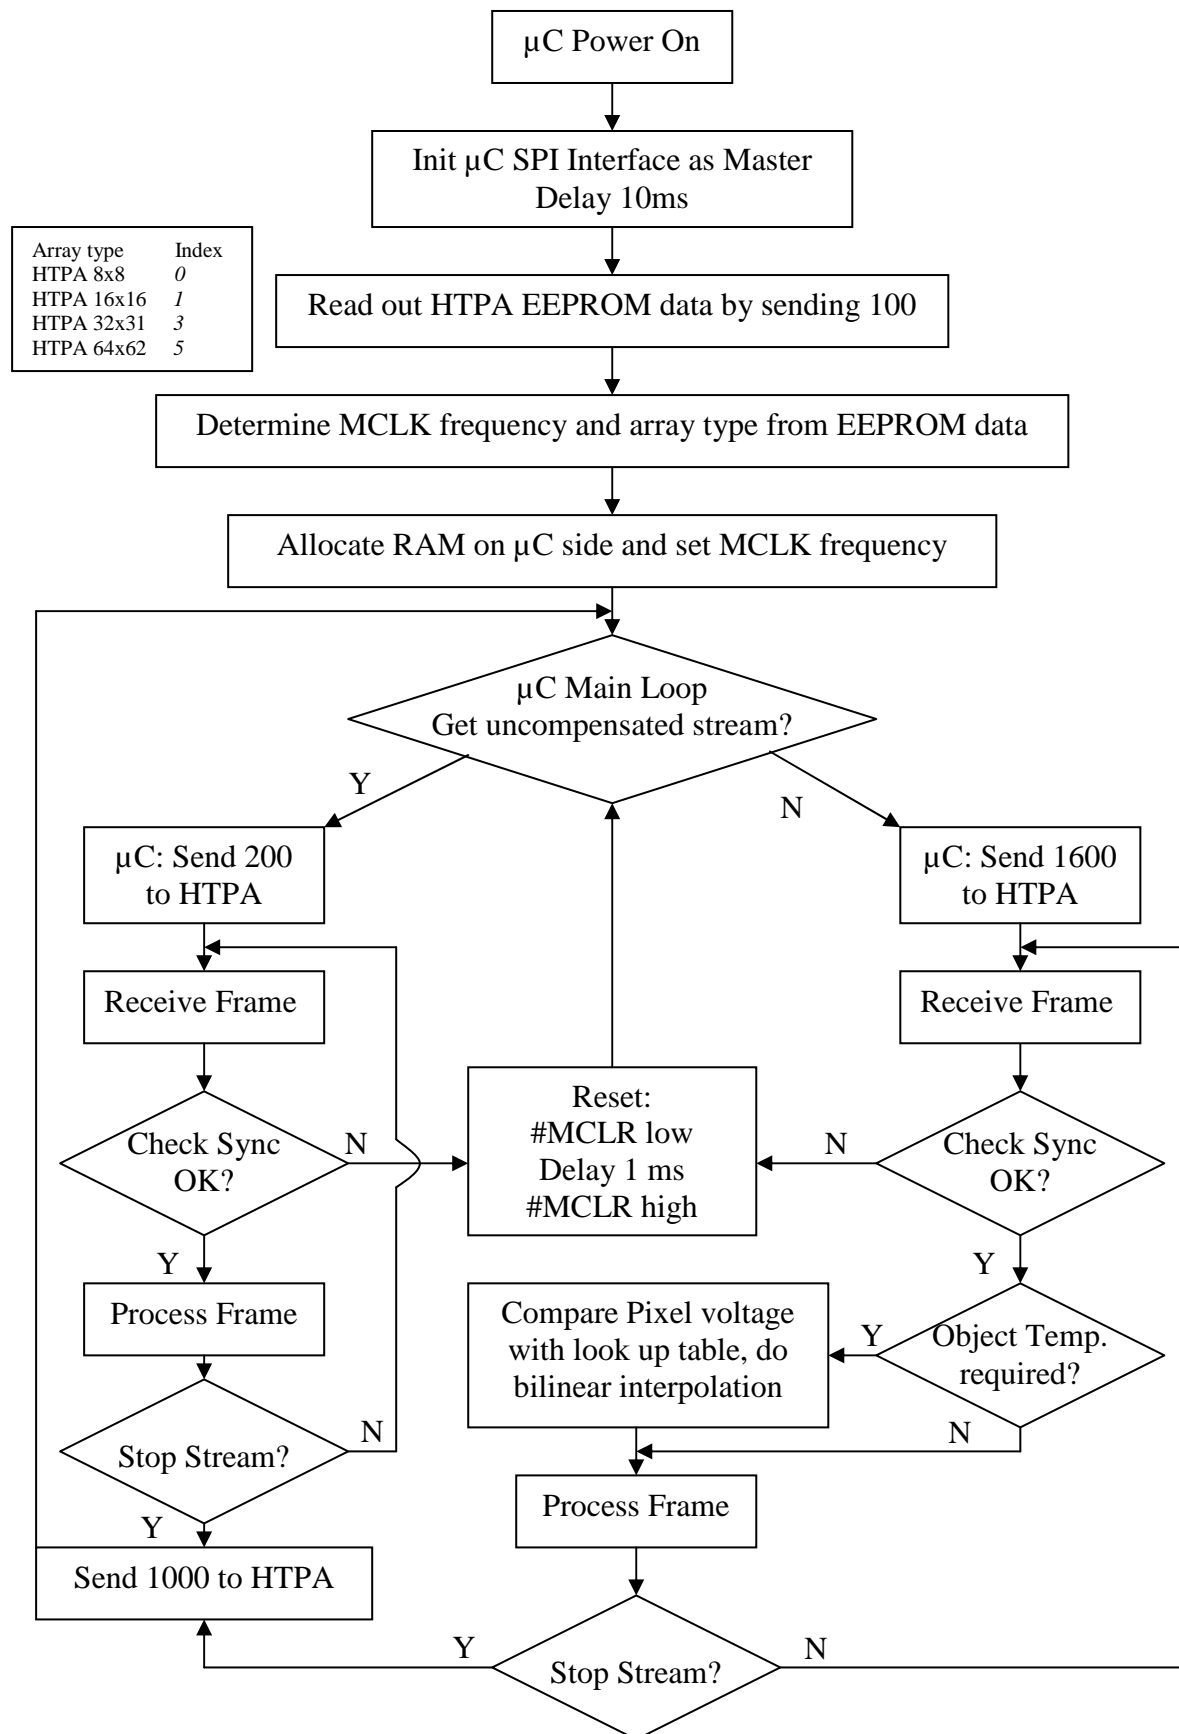 µC Power On
Init µC SPI Interface as Master
Delay 10ms
Array type Index
HTPA 8x8 0
HTPA 16x16 1
HTPA 32x31 3
HTPA 64x62 5
Read out HTPA EEPROM data by sending 100
Determine MCLK frequency and array type from EEPROM data
Allocate RAM on µC side and set MCLK frequency
µC Main Loop
Get uncompensated stream?
Y
N
µC: Send 200
to HTPA
µC: Send 1600
to HTPA
Receive Frame
Receive Frame
Check Sync
OK?
N
Reset:
#MCLR low
Delay 1 ms
#MCLR high
N
Check Sync
OK?
Y
Y
Process Frame
Compare Pixel voltage
with look up table, do
bilinear interpolation
Y
Object Temp.
required?
N
Stop Stream?
N
Process Frame
Y
Send 1000 to HTPA
Y
Stop Stream?
N